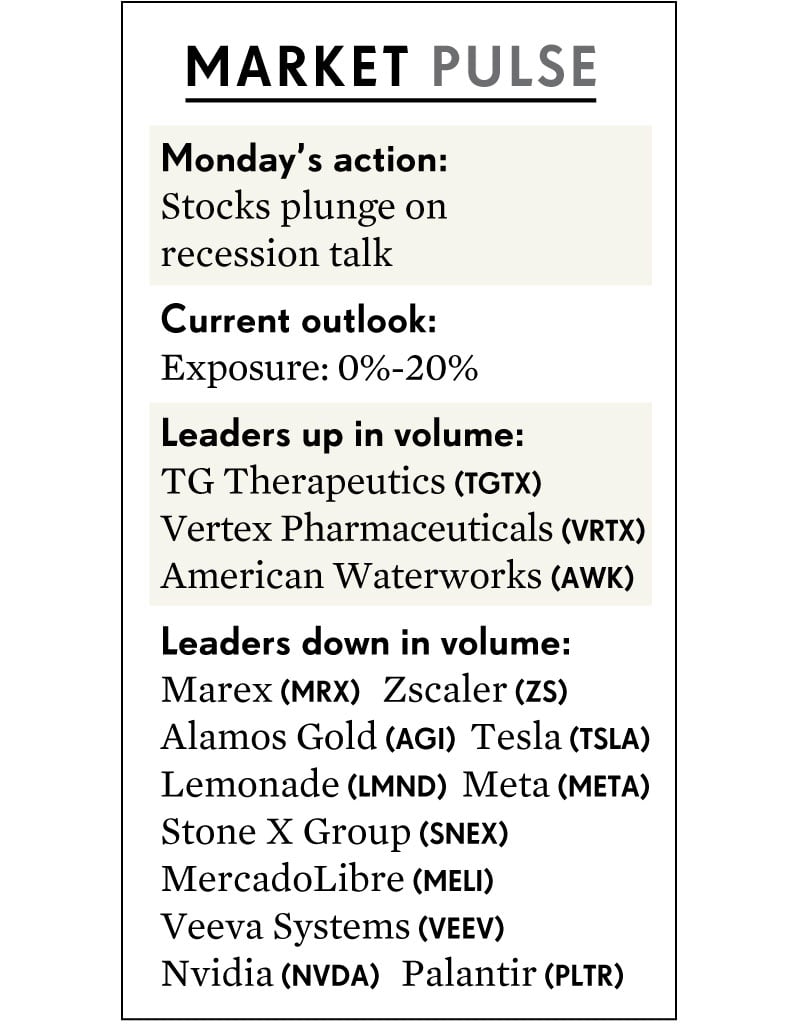 MARKET PULSE
Monday’s action:
Stocks plunge on
recession talk
Current outlook:
Exposure: 0%-20%
Leaders up in volume:
TG Therapeutics (TGTX)
Vertex Pharmaceuticals (VRTX)
American Waterworks (AWK)
Leaders down in volume:
Marex (MRX) Zscaler (ZS)
Alamos Gold (AGI) Tesla (TSLA)
Lemonade (LMND) Meta (META)
Stone X Group (SNEX)
MercadoLibre (MELI)
Veeva Systems (VEEV)
Nvidia (NVDA) Palantir (PLTR)